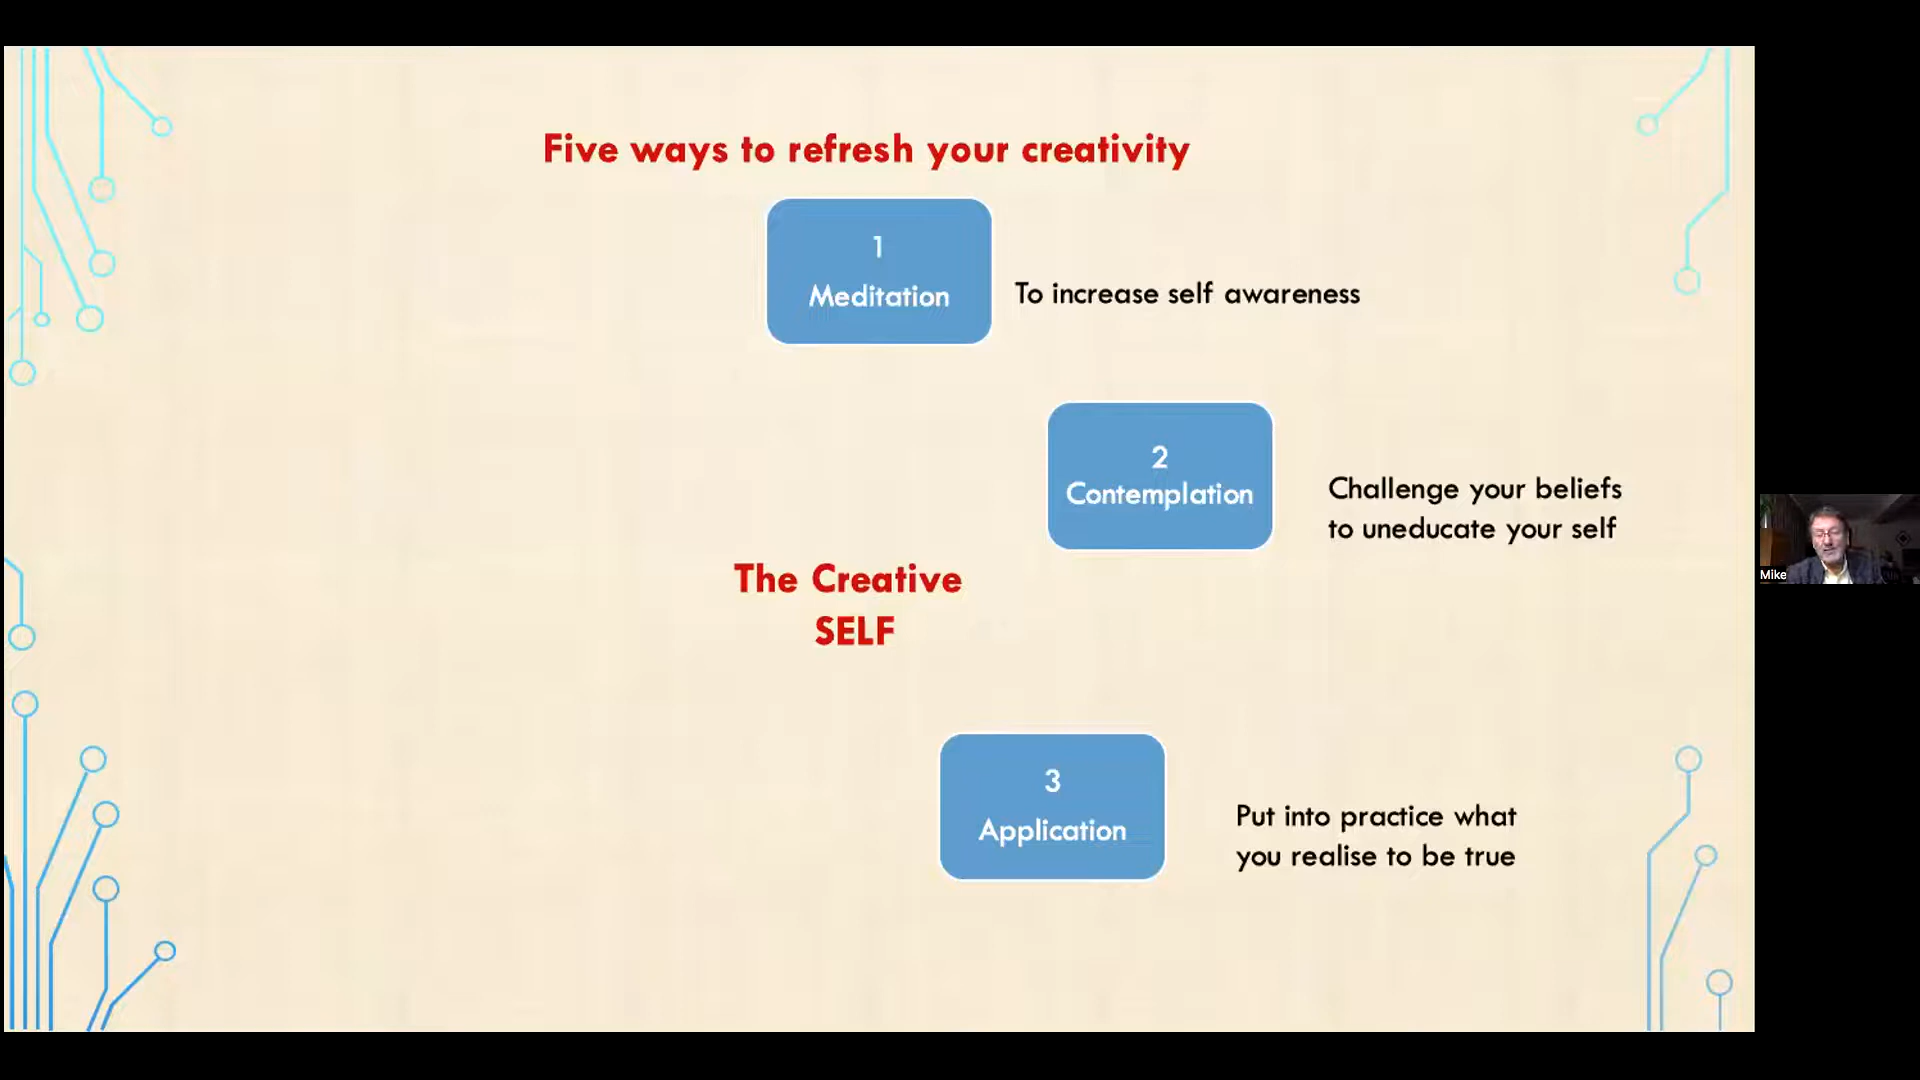 Five ways to refresh your creativity
1
Meditation
To increase self awareness
2
Contemplation
Challenge your beliefs
to uneducate your self
The Creative
SELF
3
Application
Put into practice what
you realise to be true
Mike